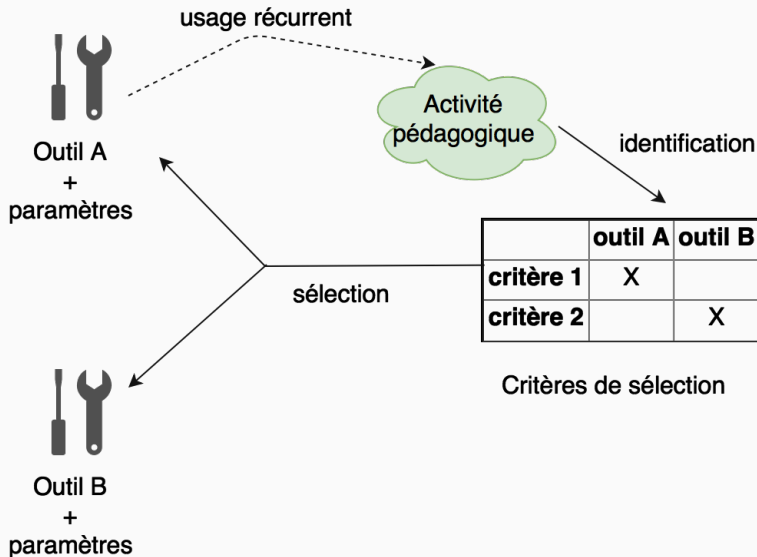 usage récurrent
Activité
pédagogique
identification
Outil A
+
paramètres
outil A outil B
critère 1 X
critère 2 X
sélection
Critères de sélection
Outil B
+
paramètres